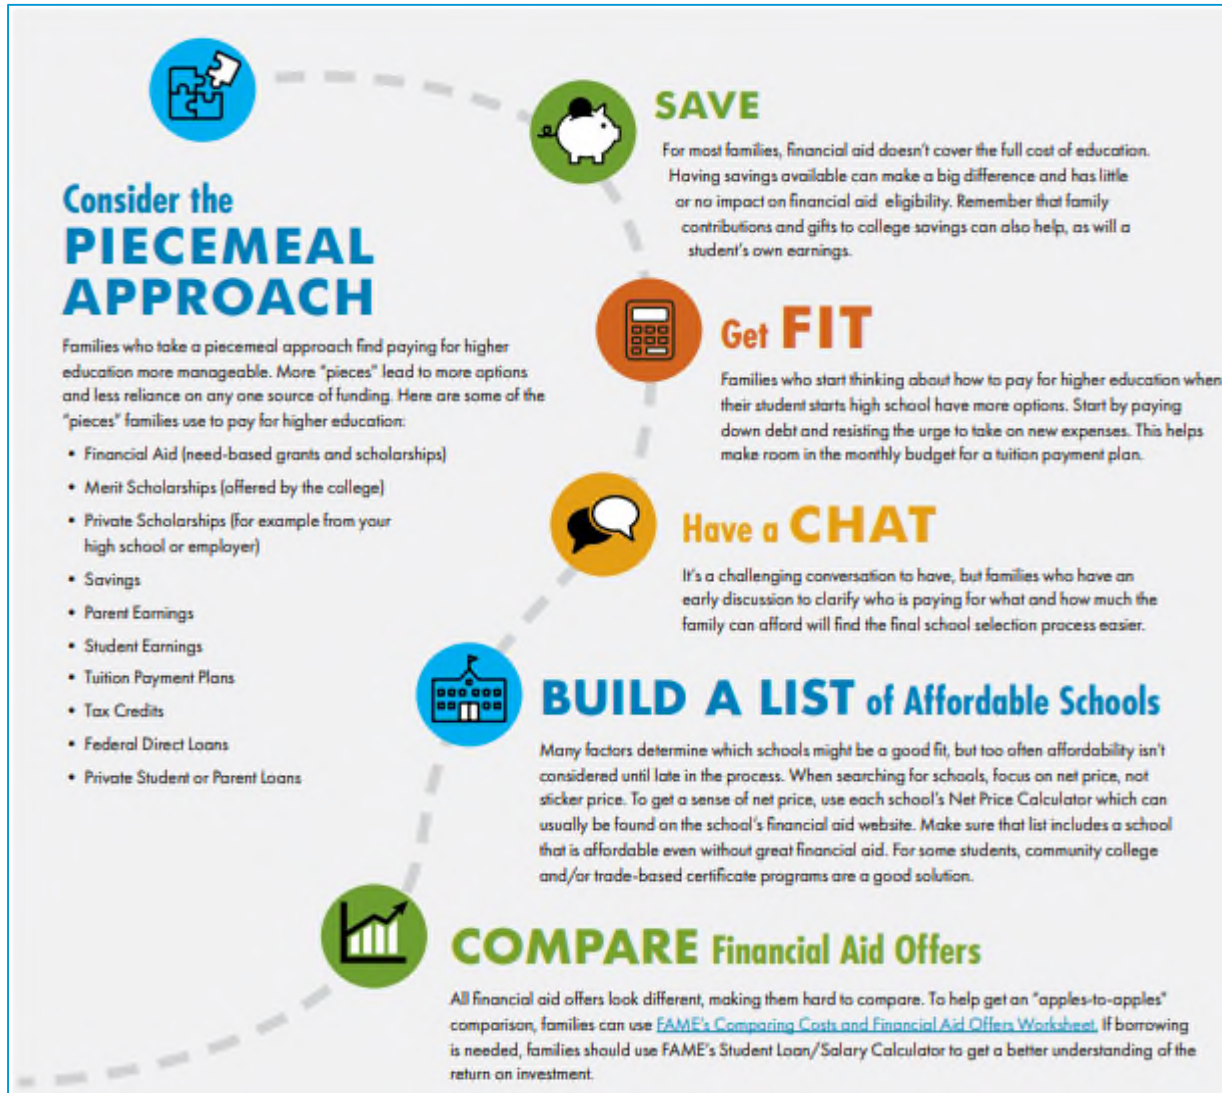 Consider the
PIECEMEAL
APPROACH
Families who take a piecemeal approach find paying for higher
education more manageable. More "pieces" lead to more options
and less reliance on any one source of funding. Here are some of the
"pieces" families use to pay for higher education:
• Financial Aid (need-based grants and scholarships)
• Merit Scholarships (offered by the college)
• Private Scholarships (for example from your
high school or employer)
• Savings
• Parent Earnings
• Student Earnings
• Tuition Payment Plans
• Tax Credits
• Federal Direct Loans
• Private Student or Parent Loans
SAVE
For most families, financial aid doesn't cover the full cost of education.
Having savings available can make a big difference and has little
or no impact on financial aid eligibility. Remember that family
contributions and gifts to college savings can also help, as will a
student's own earnings.
Get FIT
Families who start thinking about how to pay for higher education when
their student starts high school have more options. Start by paying
down debt and resisting the urge to take on new expenses. This helps
make room in the monthly budget for a tuition payment plan.
Have a CHAT
It's a challenging conversation to have, but families who have an
early discussion to clarify who is paying for what and how much the
family can afford will find the final school selection process easier.
BUILD A LIST of Affordable Schools
Many factors determine which schools might be a good fit, but too often affordability isn't
considered until late in the process. When searching for schools, focus on net price, not
sticker price. To get a sense of net price, use each school's Net Price Calculator which can
usually be found on the school's financial aid website. Make sure that list includes a school
that is affordable even without great financial aid. For some students, community college
and/or trade-based certificate programs are a good solution.
COMPARE Financial Aid Offers
All financial aid offers look different, making them hard to compare. To help get an "apples-to-apples"
comparison, families can use FAME's Comparing Costs and Financial Aid Offers Worksheet. If borrowing
is needed, families should use FAME's Student Loan/Salary Calculator to get a better understanding of the
return on investment.